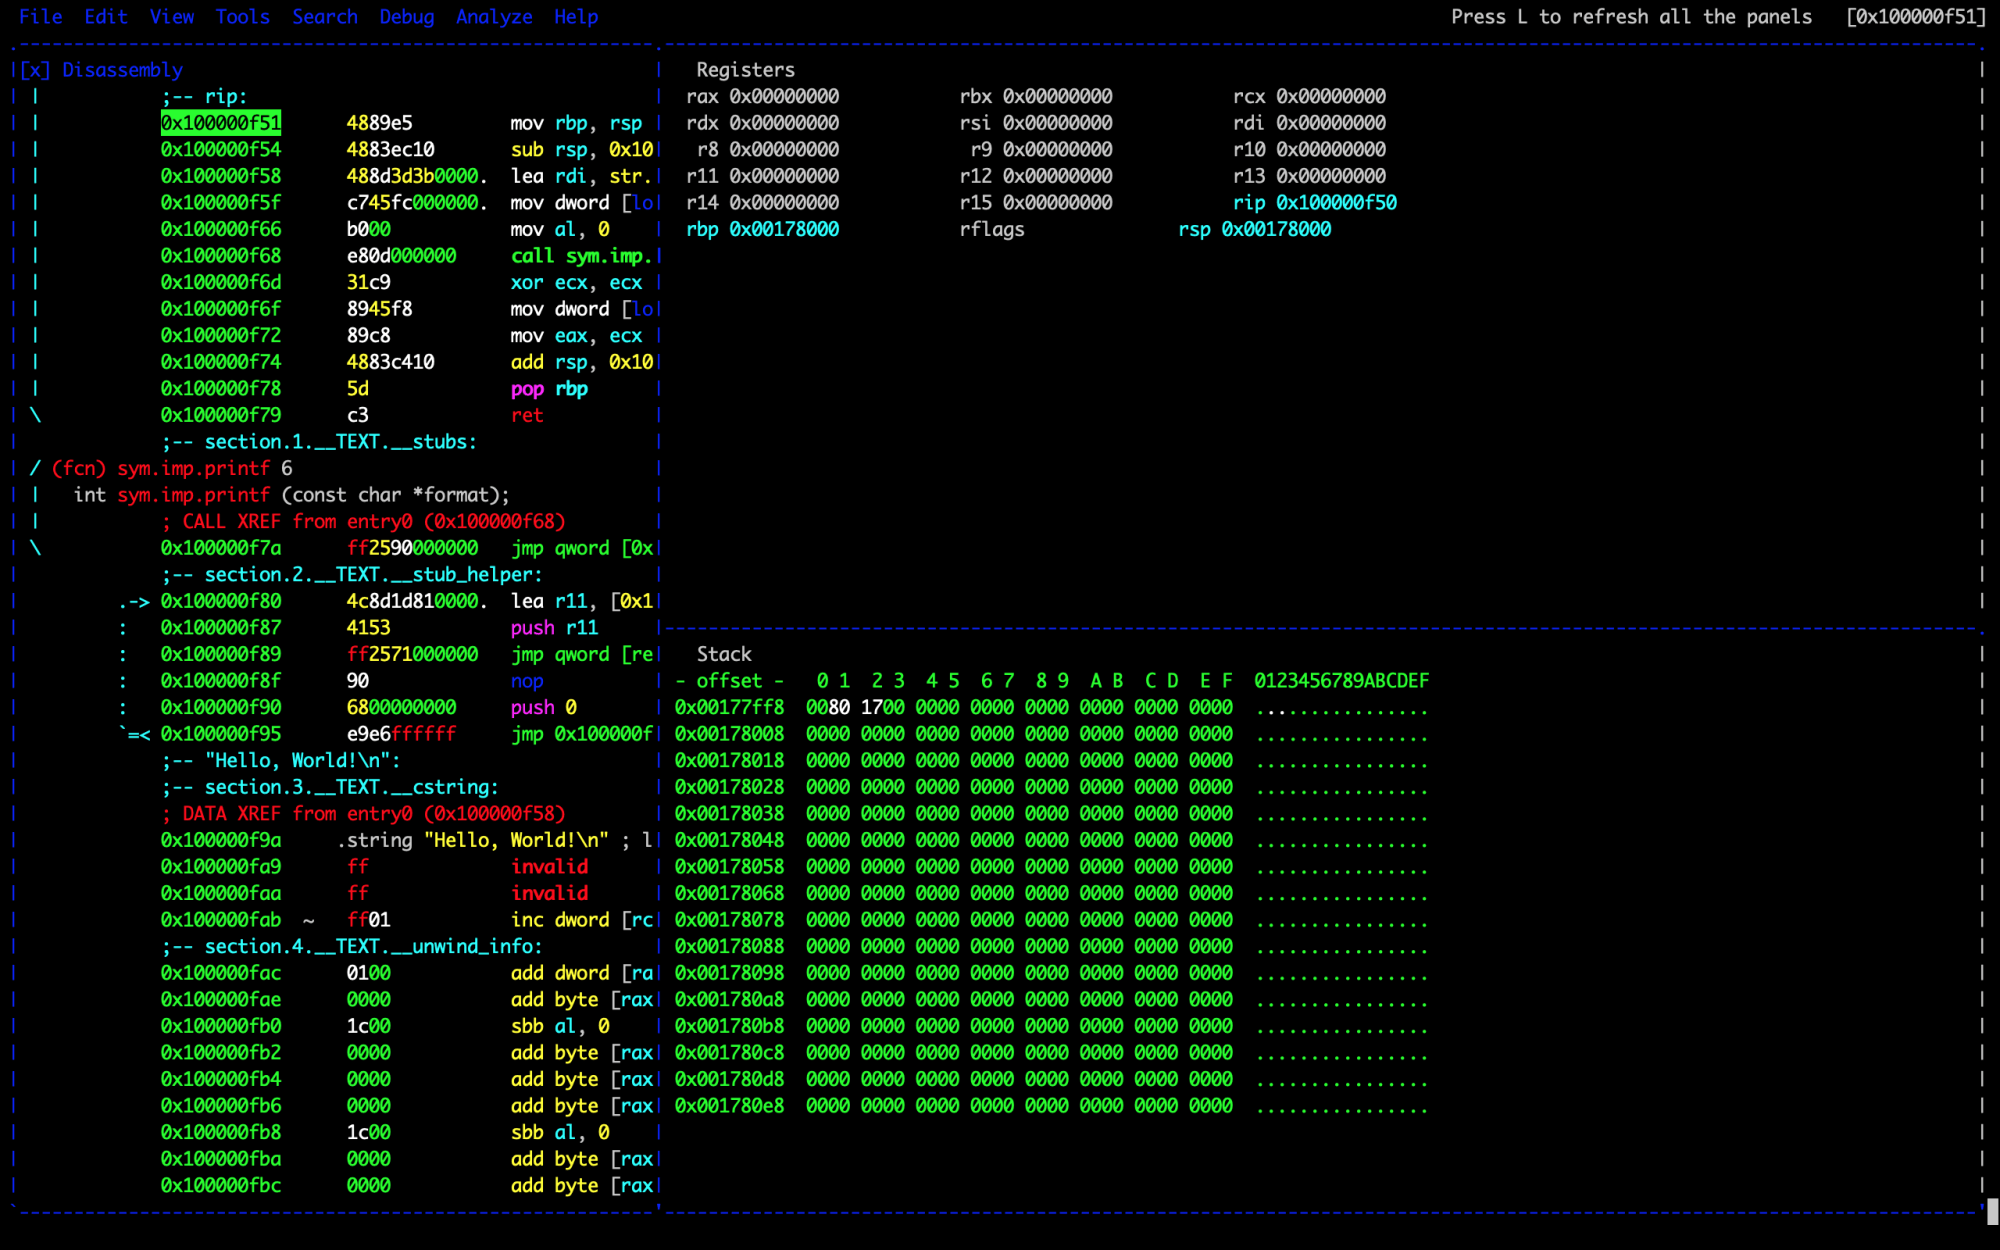 File  Edit  View  Tools  Search  Debug  Analyze  Help    Press L to refresh all the panels   [0x100000f51]
[x] Disassembly
;-- rip:
0x100000f51      4889e5         mov rbp, rsp
0x100000f54      4883ec10       sub rsp, 0x10
0x100000f58      488d3d3b0000.  lea rdi, str.
0x100000f5f      c745fc000000.  mov dword [lo
0x100000f66      b000           mov al, 0
0x100000f68      e80d000000     call sym.imp.
0x100000f6d      31c9           xor ecx, ecx
0x100000f6f      8945f8         mov dword [lo
0x100000f72      89c8           mov eax, ecx
0x100000f74      4883c410       add rsp, 0x10
0x100000f78      5d             pop rbp
\ 0x100000f79      c3             ret
;-- section.1.__TEXT.__stubs:
/ (fcn) sym.imp.printf 6
| int sym.imp.printf (const char *format);
| ; CALL XREF from entry0 (0x100000f68)
\ 0x100000f7a      ff2590000000   jmp qword [0x
;-- section.2.__TEXT.__stub_helper:
.-> 0x100000f80      4c8d1d810000.  lea r11, [0x1
: 0x100000f87      4153           push r11
: 0x100000f89      ff2571000000   jmp qword [re
: 0x100000f8f      90             nop
: 0x100000f90      6800000000     push 0
`=< 0x100000f95      e9e6ffffff     jmp 0x100000f
;-- "Hello, World!\n":
;-- section.3.__TEXT.__cstring:
; DATA XREF from entry0 (0x100000f58)
0x100000f9a     .string "Hello, World!\n" ; l
0x100000fa9      ff             invalid
0x100000faa      ff             invalid
0x100000fab  ~   ff01           inc dword [rc
;-- section.4.__TEXT.__unwind_info:
0x100000fac      0100           add dword [ra
0x100000fae      0000           add byte [rax
0x100000fb0      1c00           sbb al, 0
0x100000fb2      0000           add byte [rax
0x100000fb4      0000           add byte [rax
0x100000fb6      0000           add byte [rax
0x100000fb8      1c00           sbb al, 0
0x100000fba      0000           add byte [rax
0x100000fbc      0000           add byte [rax
Registers
rax 0x00000000           rbx 0x00000000           rcx 0x00000000
rdx 0x00000000           rsi 0x00000000           rdi 0x00000000
r8 0x00000000            r9 0x00000000            r10 0x00000000
r11 0x00000000           r12 0x00000000           r13 0x00000000
r14 0x00000000           r15 0x00000000           rip 0x100000f50
rbp 0x00178000           rflags              rsp 0x00178000
Stack
- offset -   0 1  2 3  4 5  6 7  8 9  A B  C D  E F  0123456789ABCDEF
0x00177ff8  0080 1700 0000 0000 0000 0000 0000 0000  ................
0x00178008  0000 0000 0000 0000 0000 0000 0000 0000  ................
0x00178018  0000 0000 0000 0000 0000 0000 0000 0000  ................
0x00178028  0000 0000 0000 0000 0000 0000 0000 0000  ................
0x00178038  0000 0000 0000 0000 0000 0000 0000 0000  ................
0x00178048  0000 0000 0000 0000 0000 0000 0000 0000  ................
0x00178058  0000 0000 0000 0000 0000 0000 0000 0000  ................
0x00178068  0000 0000 0000 0000 0000 0000 0000 0000  ................
0x00178078  0000 0000 0000 0000 0000 0000 0000 0000  ................
0x00178088  0000 0000 0000 0000 0000 0000 0000 0000  ................
0x00178098  0000 0000 0000 0000 0000 0000 0000 0000  ................
0x001780a8  0000 0000 0000 0000 0000 0000 0000 0000  ................
0x001780b8  0000 0000 0000 0000 0000 0000 0000 0000  ................
0x001780c8  0000 0000 0000 0000 0000 0000 0000 0000  ................
0x001780d8  0000 0000 0000 0000 0000 0000 0000 0000  ................
0x001780e8  0000 0000 0000 0000 0000 0000 0000 0000  ................